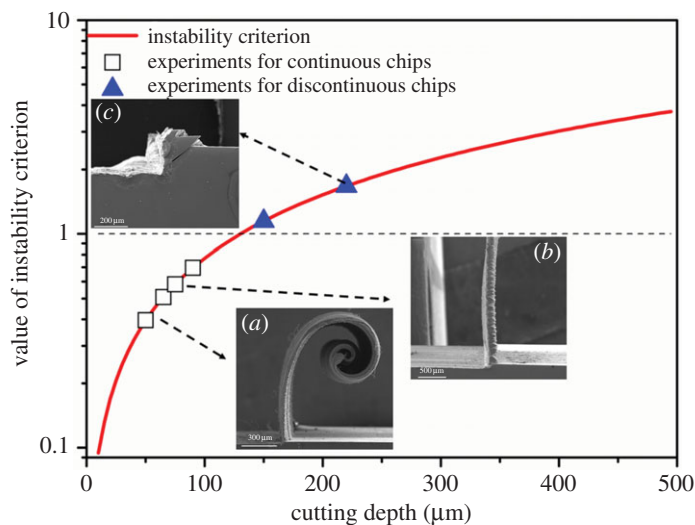 10
instability criterion
experiments for continuous chips
experiments for discontinuous chips
(c)
200 μm
value of instability criterion
1
(b)
500 μm
(a)
300 μm
0.1
0 100 200 300 400 500
cutting depth (μm)